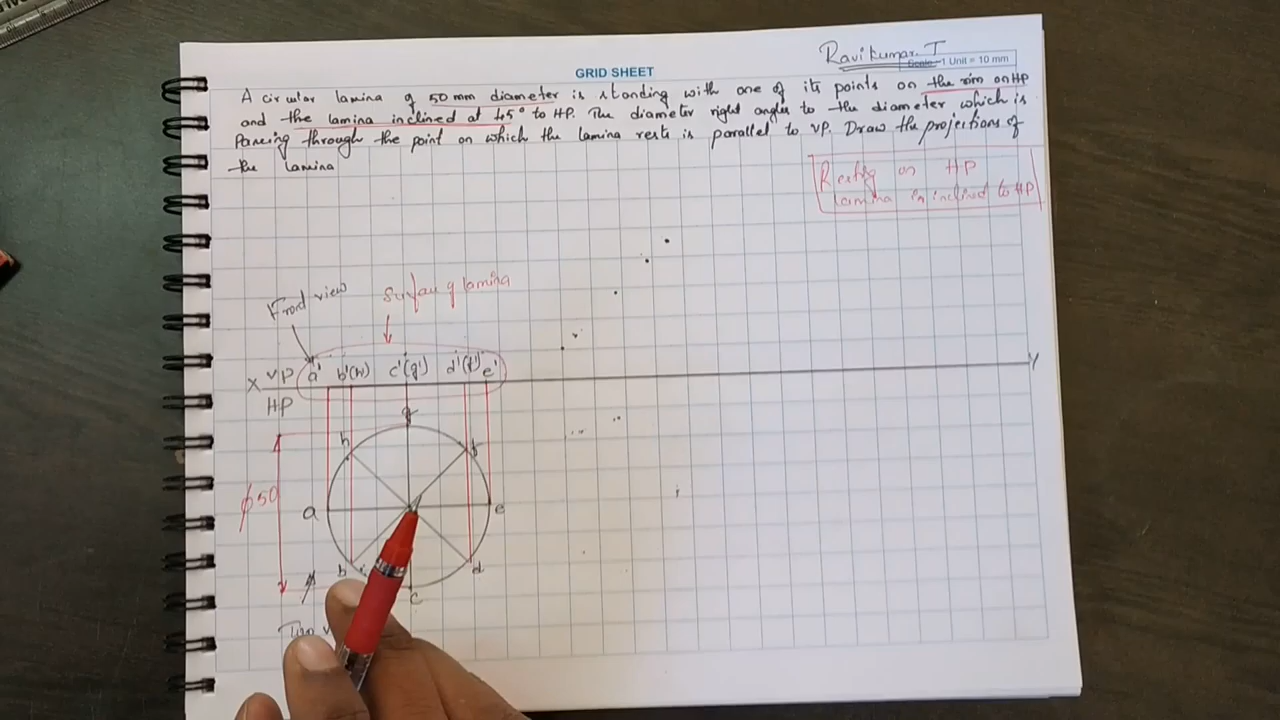 Ravikumar. T
GRID SHEET
Scale - 1 Unit = 10 mm
A circular lamina of 50 mm diameter is standing with one of its points on the rim on HP
and the lamina inclined at 45° to HP. The diameter right angles to the diameter which is
Passing through the point on which the lamina rests is parallel to VP. Draw the projections of
the lamina
Resting on HP
Lamina is inclined to HP
Front view
Surface of lamina
X VP a' b'(h') c'(g') d'(f') e' Y
HP
g
h f
ϕ50 a e
b d
c